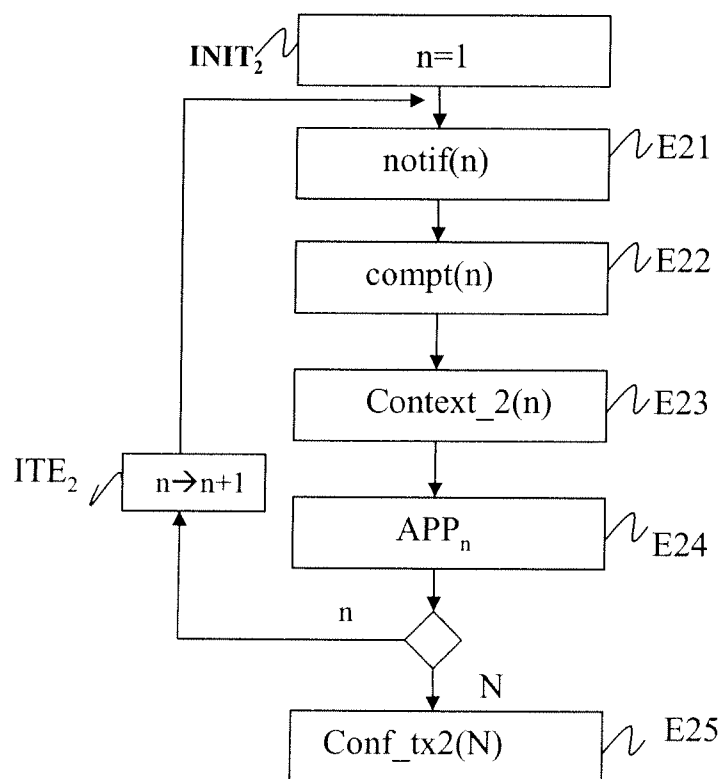 INIT₂
n=1
notif(n)
E21
compt(n)
E22
Context_2(n)
E23
ITE₂
n→n+1
APPₙ
E24
n
N
Conf_tx2(N)
E25